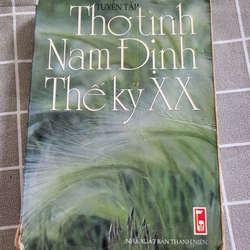 TUYỂN TẬP
Thơ tình
Nam Định
Thế kỷ XX
NHÀ XUẤT BẢN THANH NIÊN